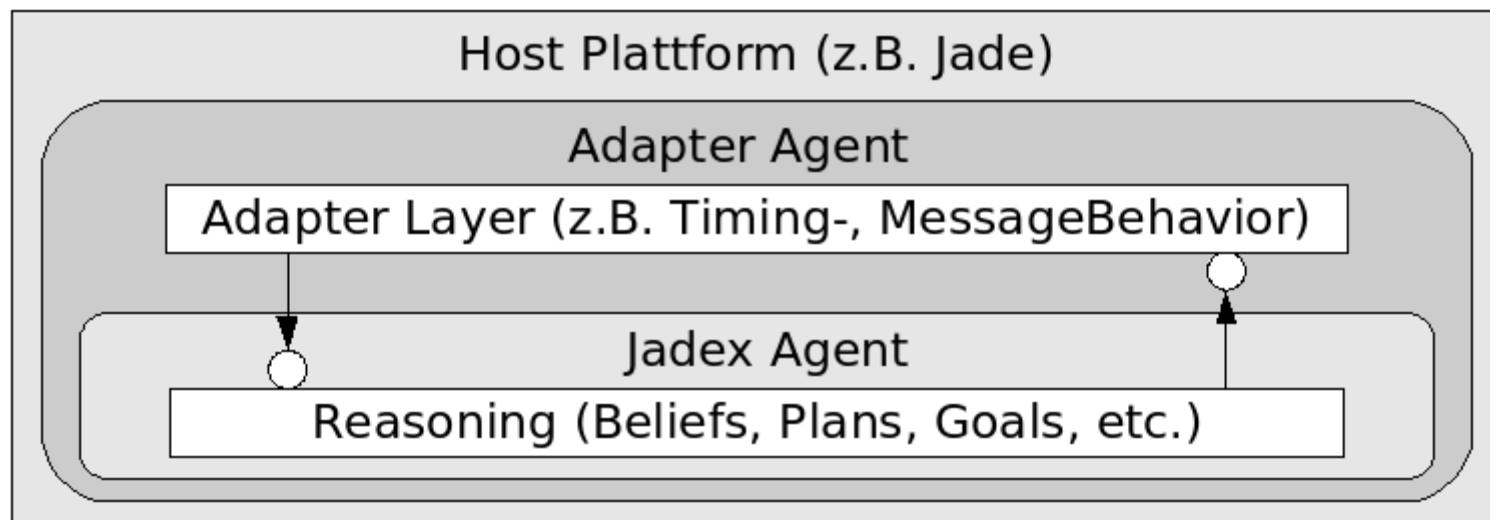 Host Plattform (z.B. Jade)
Adapter Agent
Adapter Layer (z.B. Timing-, MessageBehavior)
Jadex Agent
Reasoning (Beliefs, Plans, Goals, etc.)